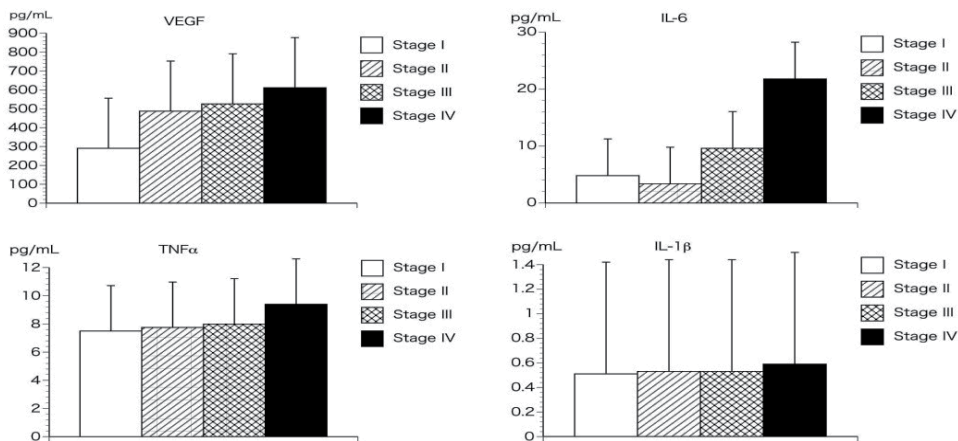 pg/mL
VEGF
900
800
700
600
500
400
300
200
100
0
Stage I
Stage II
Stage III
Stage IV
pg/mL
IL-6
30
20
10
0
Stage I
Stage II
Stage III
Stage IV
pg/mL
TNFα
12
10
8
6
4
2
0
Stage I
Stage II
Stage III
Stage IV
pg/mL
IL-1β
1.4
1.2
1
0.8
0.6
0.4
0.2
0
Stage I
Stage II
Stage III
Stage IV